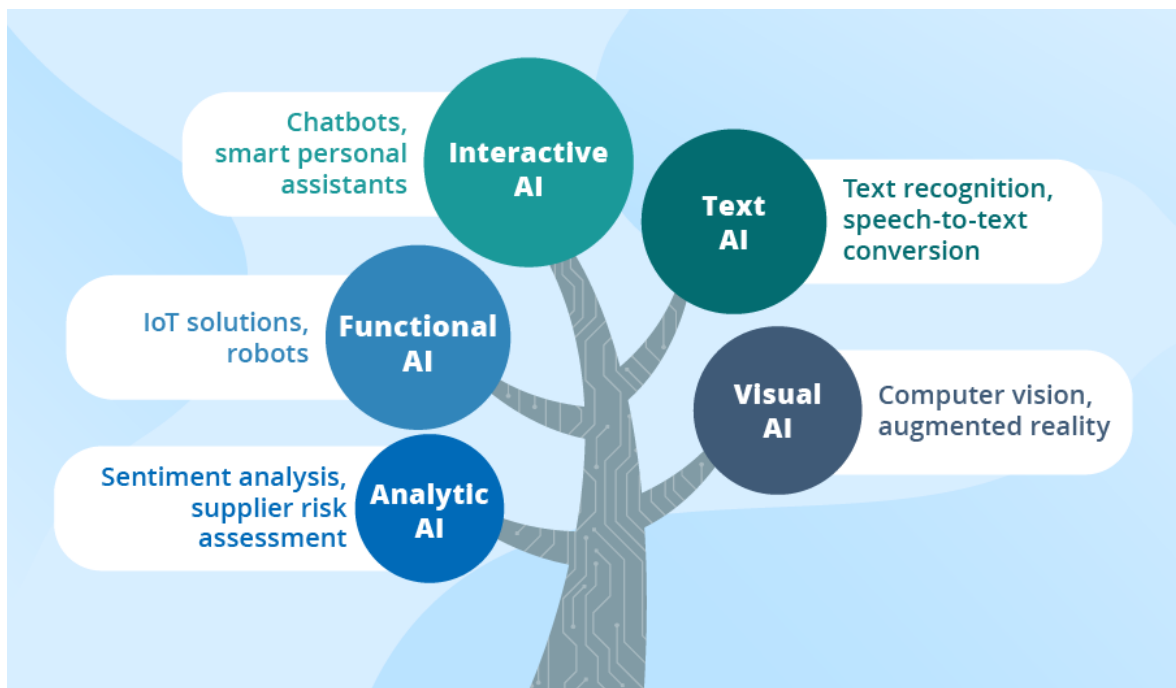 Chatbots,
smart personal
assistants
Interactive
AI
Text
AI
Text recognition,
speech-to-text
conversion
IoT solutions,
robots
Functional
AI
Visual
AI
Computer vision,
augmented reality
Sentiment analysis,
supplier risk
assessment
Analytic
AI